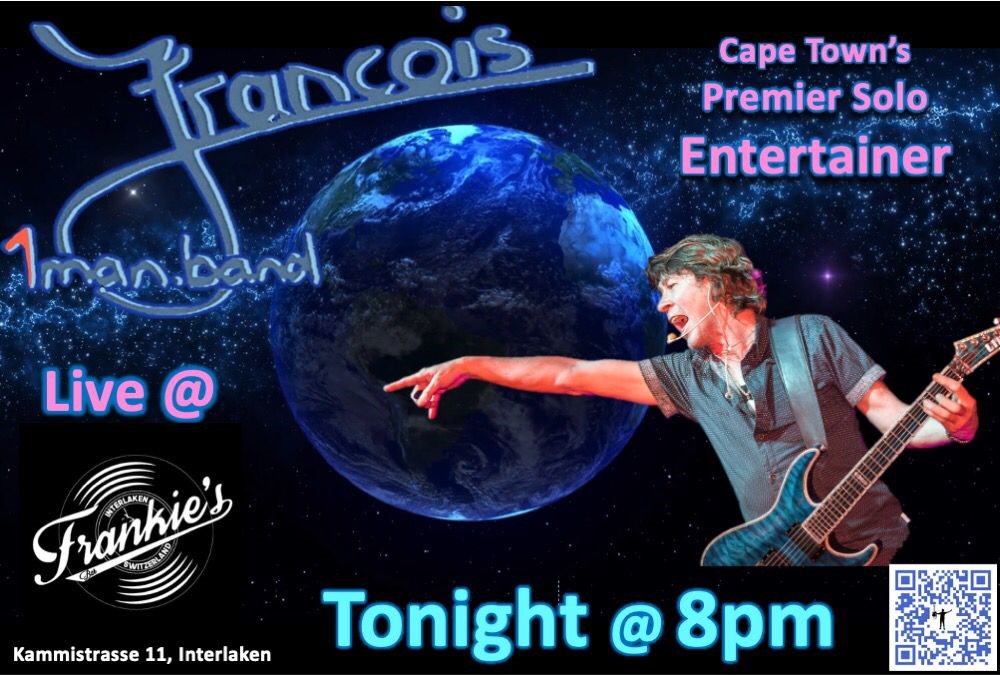 Francois
1man.band
Cape Town's
Premier Solo
Entertainer
Live @
INTERLAKEN
Frankie's
SWITZERLAND
Tonight @ 8pm
Kammistrasse 11, Interlaken